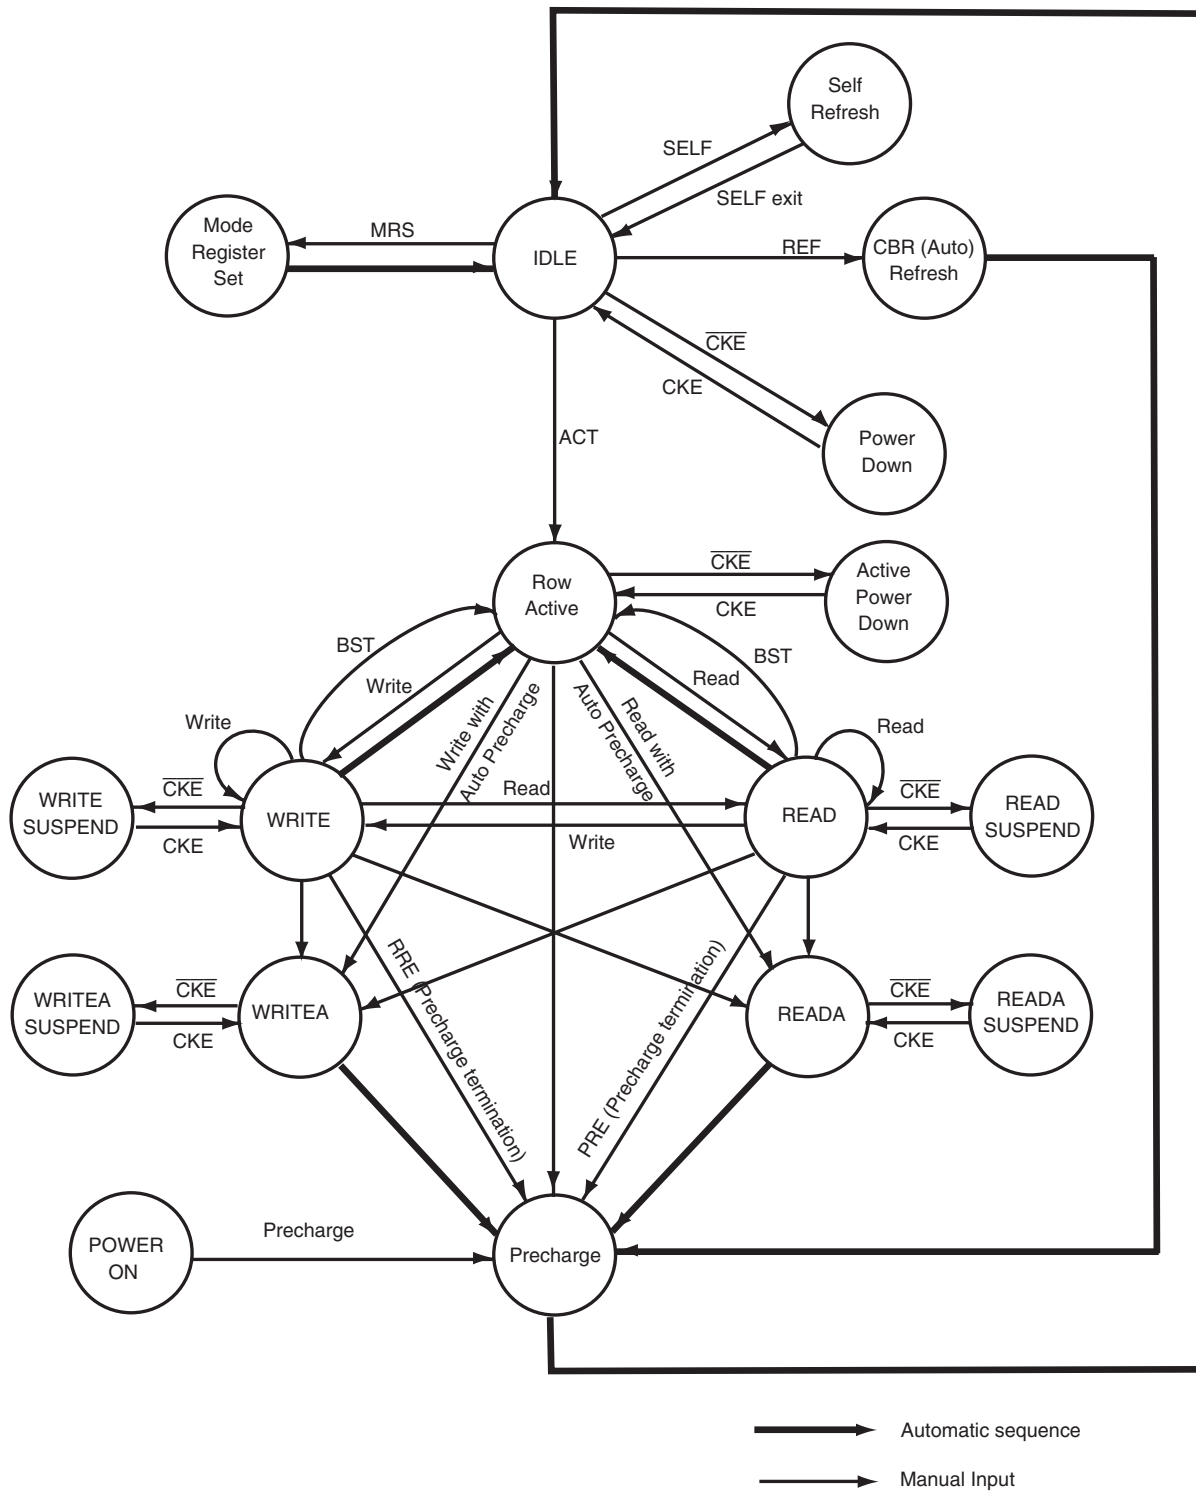 Self
Refresh
SELF
SELF exit
Mode
Register
Set
MRS
IDLE
REF
CBR (Auto)
Refresh
CKE
CKE
Power
Down
ACT
Row
Active
CKE
CKE
Active
Power
Down
BST
Write
Write with
Auto Precharge
Read with
Auto Precharge
Read
BST
Write
Read
WRITE
SUSPEND
CKE
CKE
WRITE
Read
Write
READ
CKE
CKE
READ
SUSPEND
WRITEA
SUSPEND
CKE
CKE
WRITEA
RRE (Precharge termination)
PRE (Precharge termination)
READA
CKE
CKE
READA
SUSPEND
POWER
ON
Precharge
Precharge
Automatic sequence
Manual Input